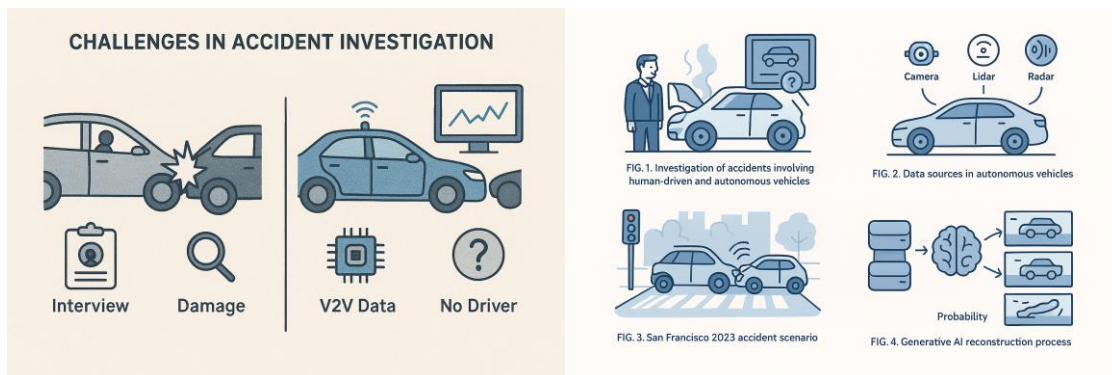 CHALLENGES IN ACCIDENT INVESTIGATION
Interview
Damage
V2V Data
?
No Driver
?
FIG. 1. Investigation of accidents involving
human-driven and autonomous vehicles
Camera
Lidar
Radar
FIG. 2. Data sources in autonomous vehicles
FIG. 3. San Francisco 2023 accident scenario
Probability
FIG. 4. Generative AI reconstruction process